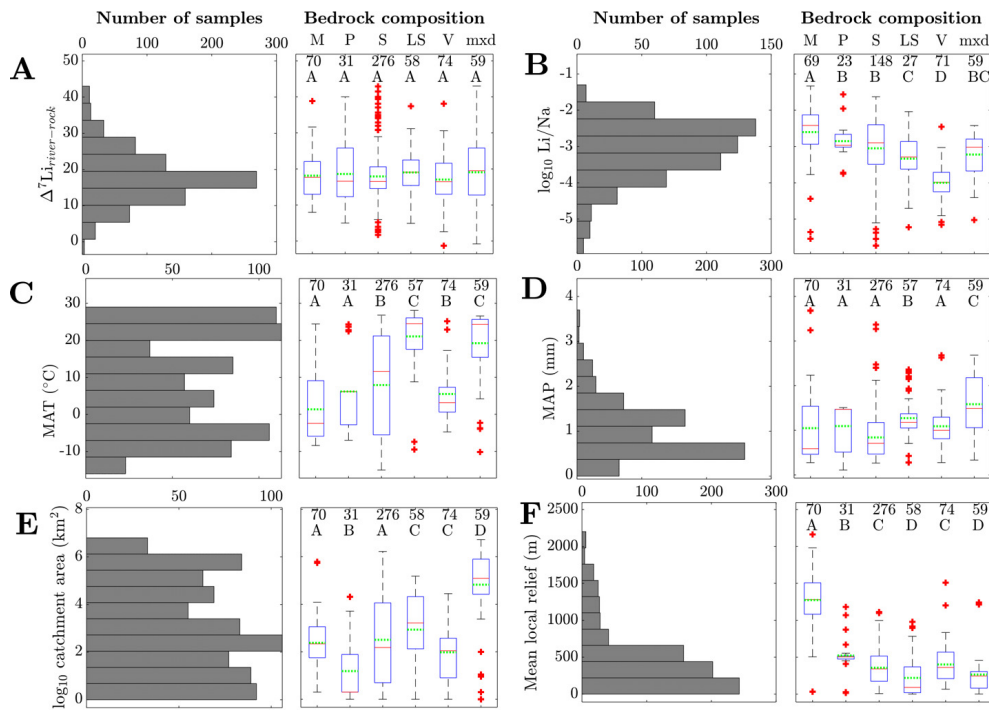 Number of samples Bedrock composition Number of samples Bedrock composition
0 100 200 300 M P S LS V mxd 0 50 100 150 M P S LS V mxd
A
Δ⁷Li river−rock
40
30
20
10
0
70 31 276 58 74 59
A A A A A A
B
log₁₀ Li/Na
-1
-2
-3
-4
-5
69 23 148 27 71 59
A B B C D BC
0 50 100
C
MAT (°C)
30
20
10
0
-10
70 31 276 57 74 59
A A B C B C
0 100 200 300
D
MAP (mm)
4
3
2
1
0
70 31 276 57 74 59
A A A B A C
0 50 100
E
log₁₀ catchment area (km²)
8
6
4
2
0
70 31 276 58 74 59
A B A C C D
0 100 200 300
F
Mean local relief (m)
2500
2000
1500
1000
500
0
70 31 276 58 74 59
A B C D C D